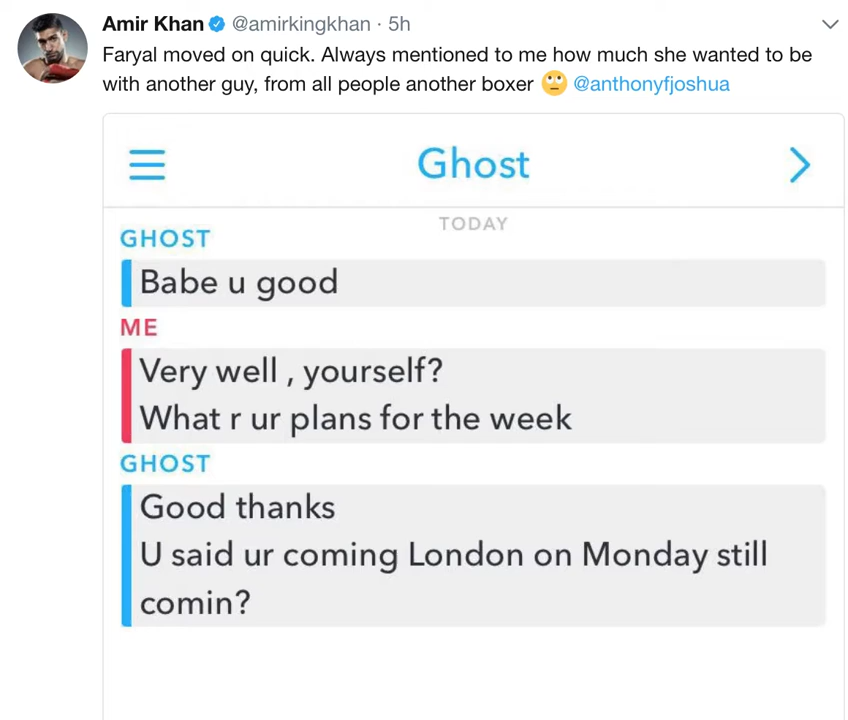 Amir Khan @amirkingkhan · 5h
Faryal moved on quick. Always mentioned to me how much she wanted to be
with another guy, from all people another boxer 🙄 @anthonyfjoshua
Ghost
TODAY
GHOST
Babe u good
ME
Very well , yourself?
What r ur plans for the week
GHOST
Good thanks
U said ur coming London on Monday still
comin?